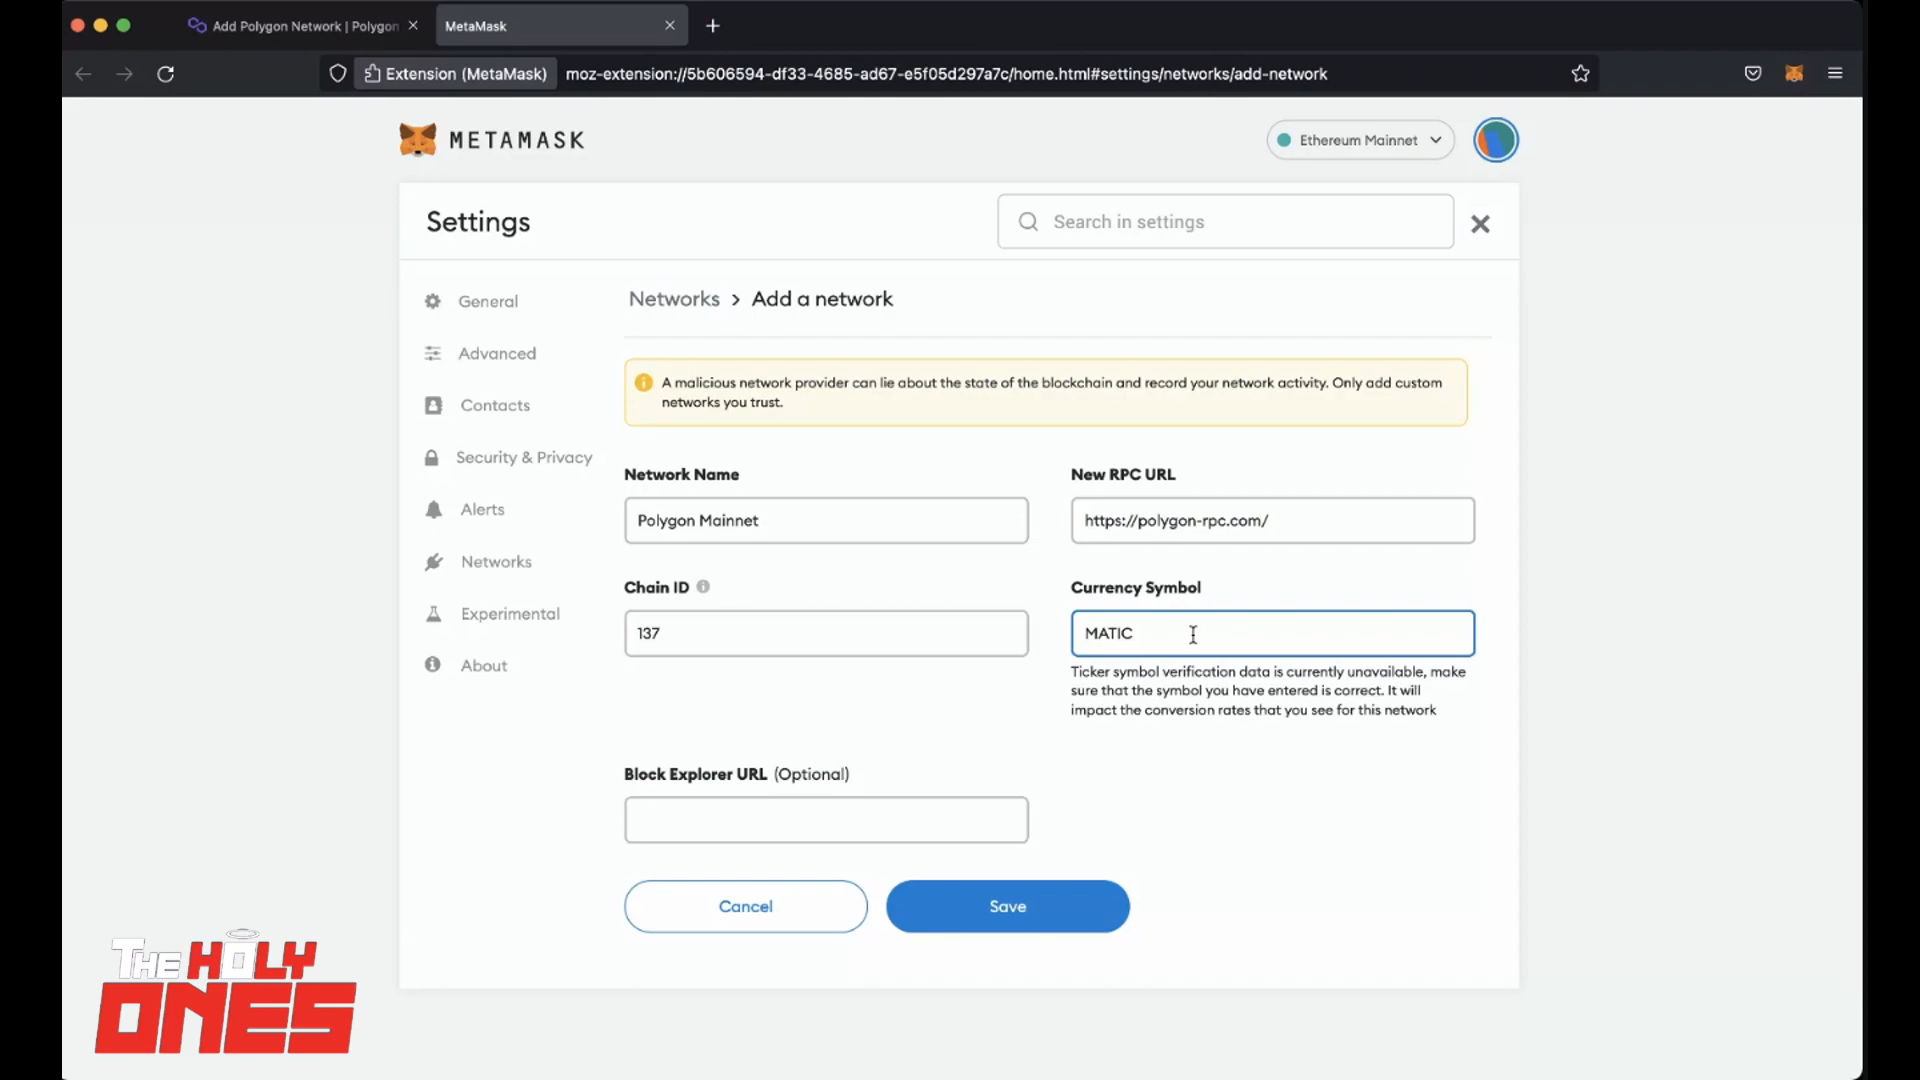 Add Polygon Network | Polygon
MetaMask
Extension (MetaMask)
moz-extension://5b606594-df33-4685-ad67-e5f05d297a7c/home.html#settings/networks/add-network
METAMASK
Ethereum Mainnet
Settings
Search in settings
General
Advanced
Contacts
Security & Privacy
Alerts
Networks
Experimental
About
Networks > Add a network
A malicious network provider can lie about the state of the blockchain and record your network activity. Only add custom
networks you trust.
Network Name
Polygon Mainnet
New RPC URL
https://polygon-rpc.com/
Chain ID
137
Currency Symbol
MATIC
Ticker symbol verification data is currently unavailable, make
sure that the symbol you have entered is correct. It will
impact the conversion rates that you see for this network
Block Explorer URL (Optional)
Cancel
Save
THE HOLY
ONES